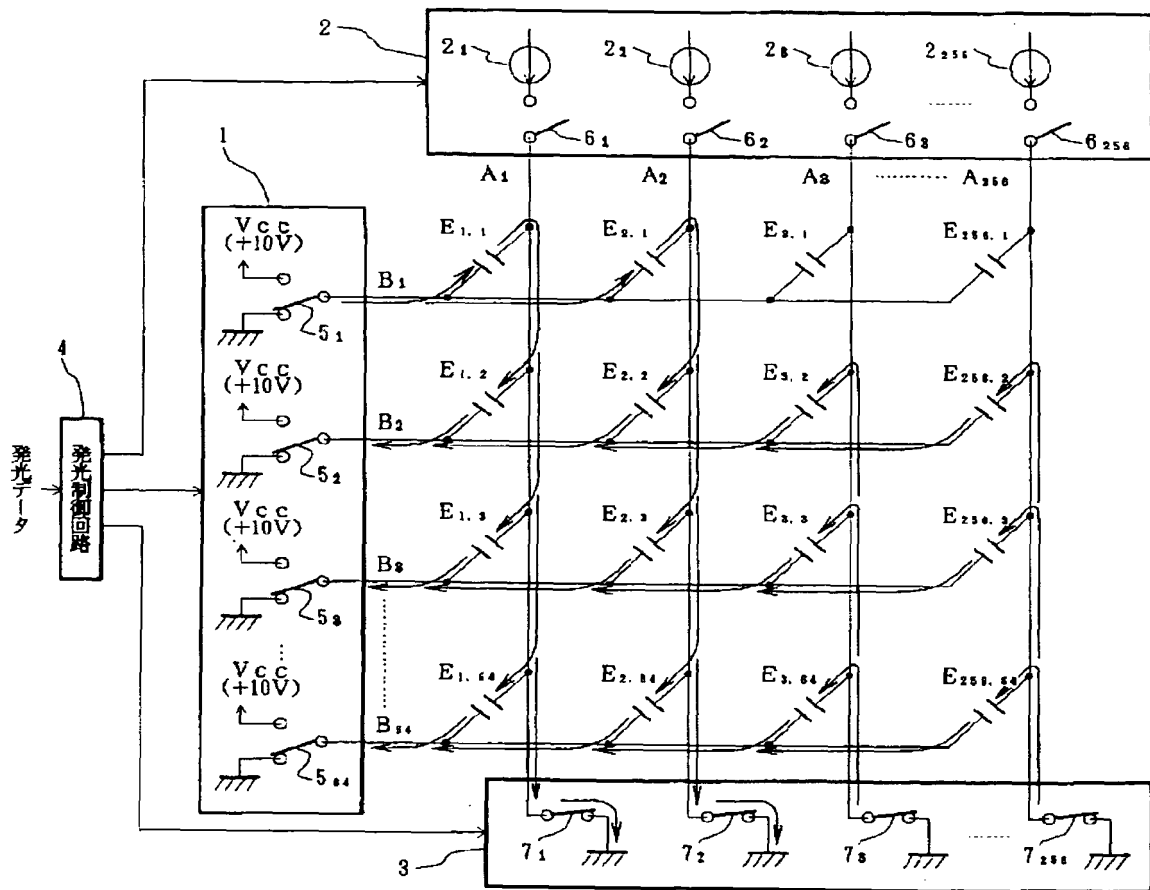 2
2₁
2₂
2₃
2₂₅₆
6₁
6₂
6₃
6₂₅₆
1
A₁
A₂
A₃
A₂₅₆
Vcc
(+10V)
E₁.₁
E₂.₁
E₃.₁
E₂₅₆.₁
B₁
5₁
4
発光データ
発光制御回路
Vcc
(+10V)
E₁.₂
E₂.₂
E₃.₂
E₂₅₆.₂
B₂
5₂
Vcc
(+10V)
E₁.₃
E₂.₃
E₃.₃
E₂₅₆.₃
B₃
5₃
Vcc
(+10V)
E₁.₆₄
E₂.₆₄
E₃.₆₄
E₂₅₆.₆₄
B₆₄
5₆₄
3
7₁
7₂
7₃
7₂₅₆